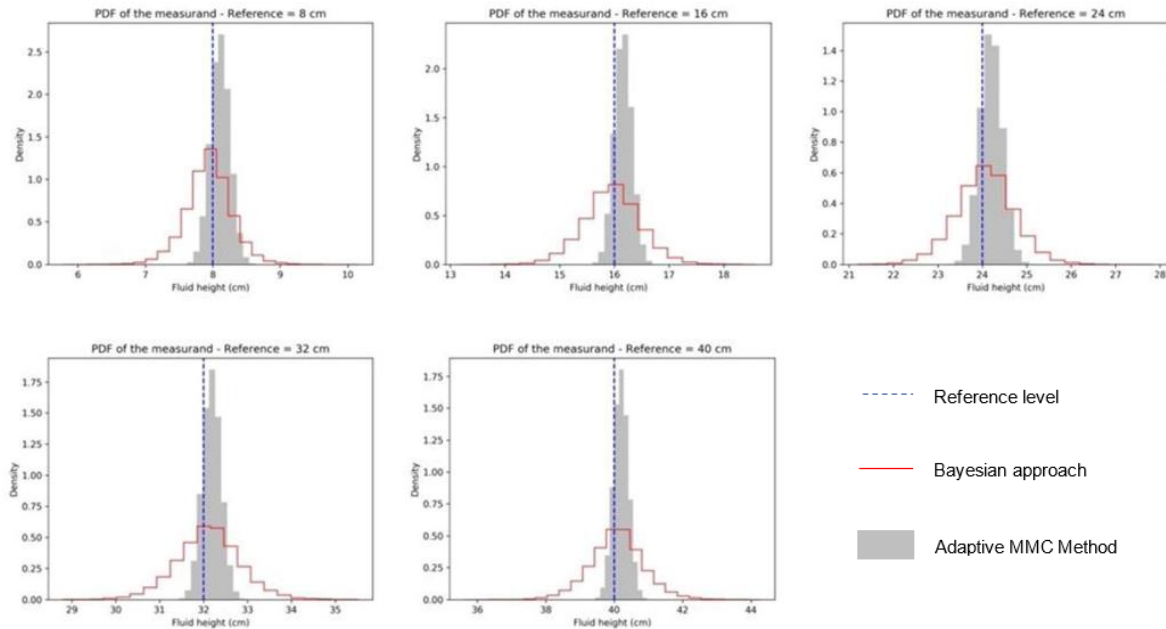 PDF of the measurand - Reference = 8 cm
Density
2.5
2.0
1.5
1.0
0.5
0.0
6 7 8 9 10
Fluid height (cm)
PDF of the measurand - Reference = 16 cm
Density
2.0
1.5
1.0
0.5
0.0
13 14 15 16 17 18
Fluid height (cm)
PDF of the measurand - Reference = 24 cm
Density
1.4
1.2
1.0
0.8
0.6
0.4
0.2
0.0
21 22 23 24 25 26 27 28
Fluid height (cm)
PDF of the measurand - Reference = 32 cm
Density
1.75
1.50
1.25
1.00
0.75
0.50
0.25
0.00
29 30 31 32 33 34 35
Fluid height (cm)
PDF of the measurand - Reference = 40 cm
Density
1.75
1.50
1.25
1.00
0.75
0.50
0.25
0.00
36 38 40 42 44
Fluid height (cm)
Reference level
Bayesian approach
Adaptive MMC Method